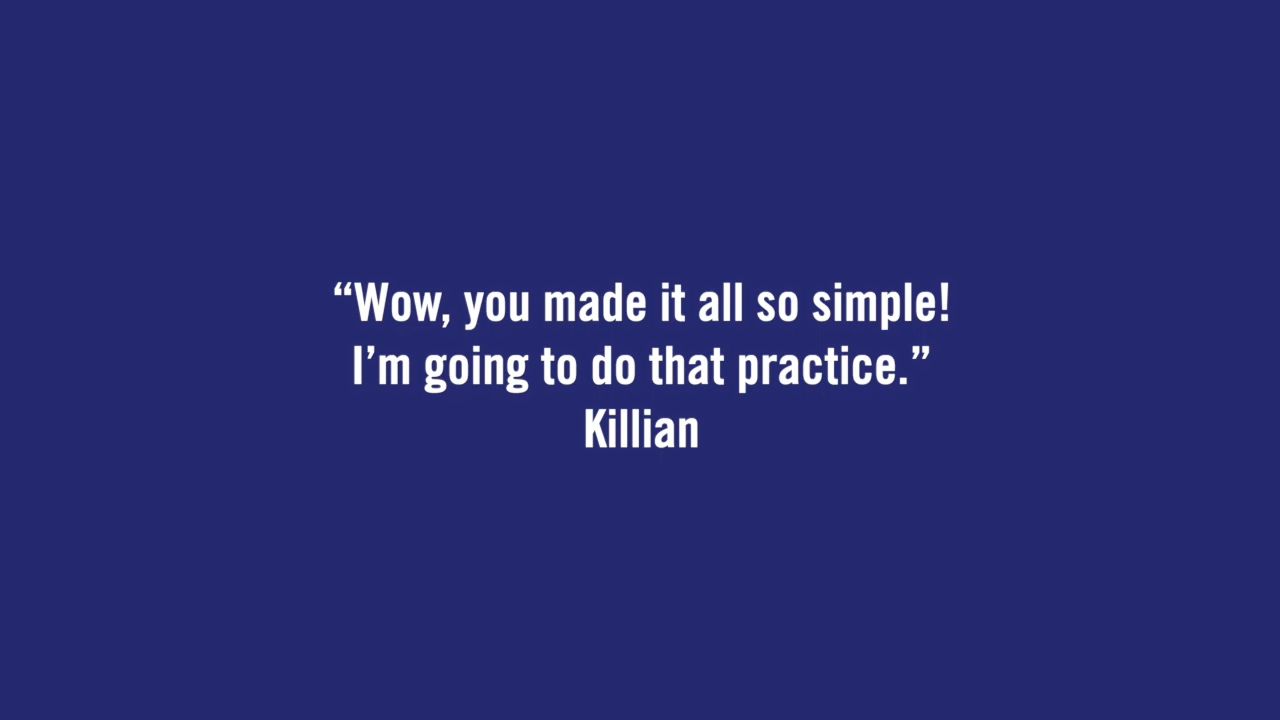 “Wow, you made it all so simple!
I’m going to do that practice.”
Killian